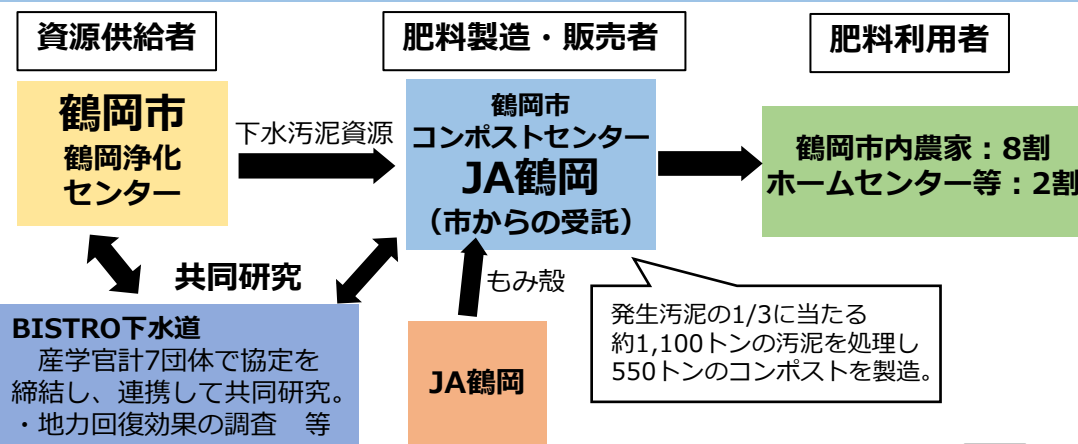 資源供給者
肥料製造・販売者
肥料利用者
鶴岡市
鶴岡浄化
センター
下水汚泥資源
鶴岡市
コンポストセンター
JA鶴岡
（市からの受託）
鶴岡市内農家：8割
ホームセンター等：2割
共同研究
もみ殻
BISTRO下水道
　産学官計7団体で協定を
締結し、連携して共同研究。
・地力回復効果の調査　等
JA鶴岡
発生汚泥の1/3に当たる
約1,100トンの汚泥を処理し
550トンのコンポストを製造。